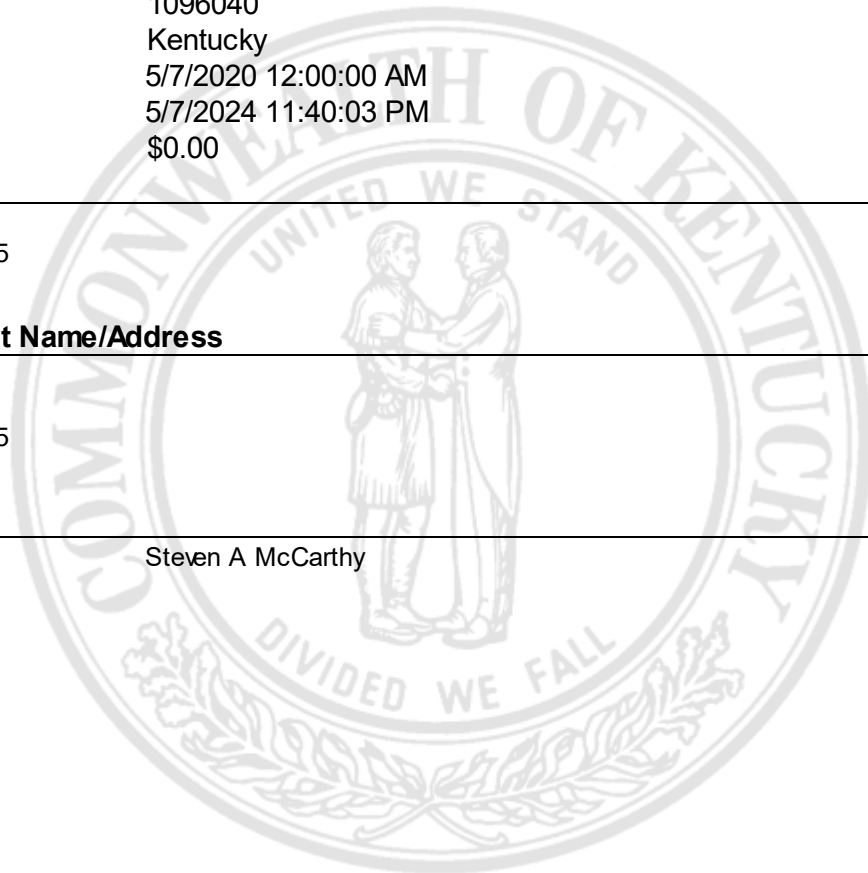 1096040
Kentucky
5/7/2020 12:00:00 AM
5/7/2024 11:40:03 PM
$0.00
5
t Name/Address
5
Steven A McCarthy
COMMONWEALTH OF KENTUCKY
UNITED WE STAND
DIVIDED WE FALL